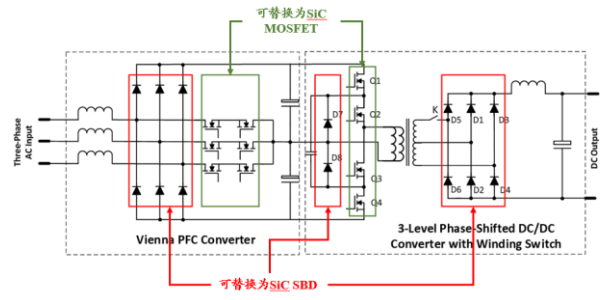 可替换为SiC
MOSFET
Q1
Q2
D7
K
D5
D1
D3
Three-Phase
AC Input
D8
DC Output
Q3
D6
D2
D4
Q4
Vienna PFC Converter
3-Level Phase-Shifted DC/DC
Converter with Winding Switch
可替换为SiC SBD